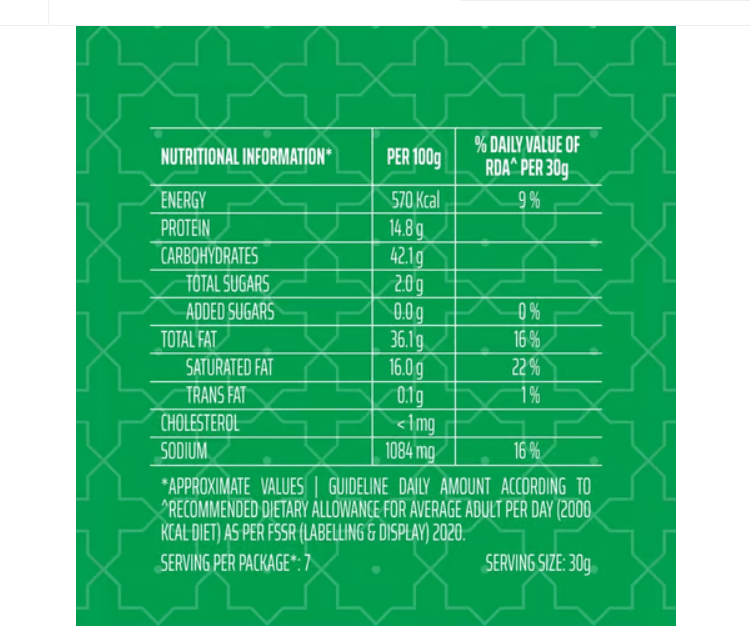 NUTRITIONAL INFORMATION* PER 100g % DAILY VALUE OF
RDA^ PER 30g
ENERGY 570 Kcal 9 %
PROTEIN 14.8 g
CARBOHYDRATES 42.1 g
TOTAL SUGARS 2.0 g
ADDED SUGARS 0.0 g 0 %
TOTAL FAT 36.1 g 16 %
SATURATED FAT 16.0 g 22 %
TRANS FAT 0.1 g 1 %
CHOLESTEROL < 1 mg
SODIUM 1084 mg 16 %
*APPROXIMATE VALUES | GUIDELINE DAILY AMOUNT ACCORDING TO
^RECOMMENDED DIETARY ALLOWANCE FOR AVERAGE ADULT PER DAY (2000
KCAL DIET) AS PER FSSR (LABELLING & DISPLAY) 2020.
SERVING PER PACKAGE*: 7 SERVING SIZE: 30g